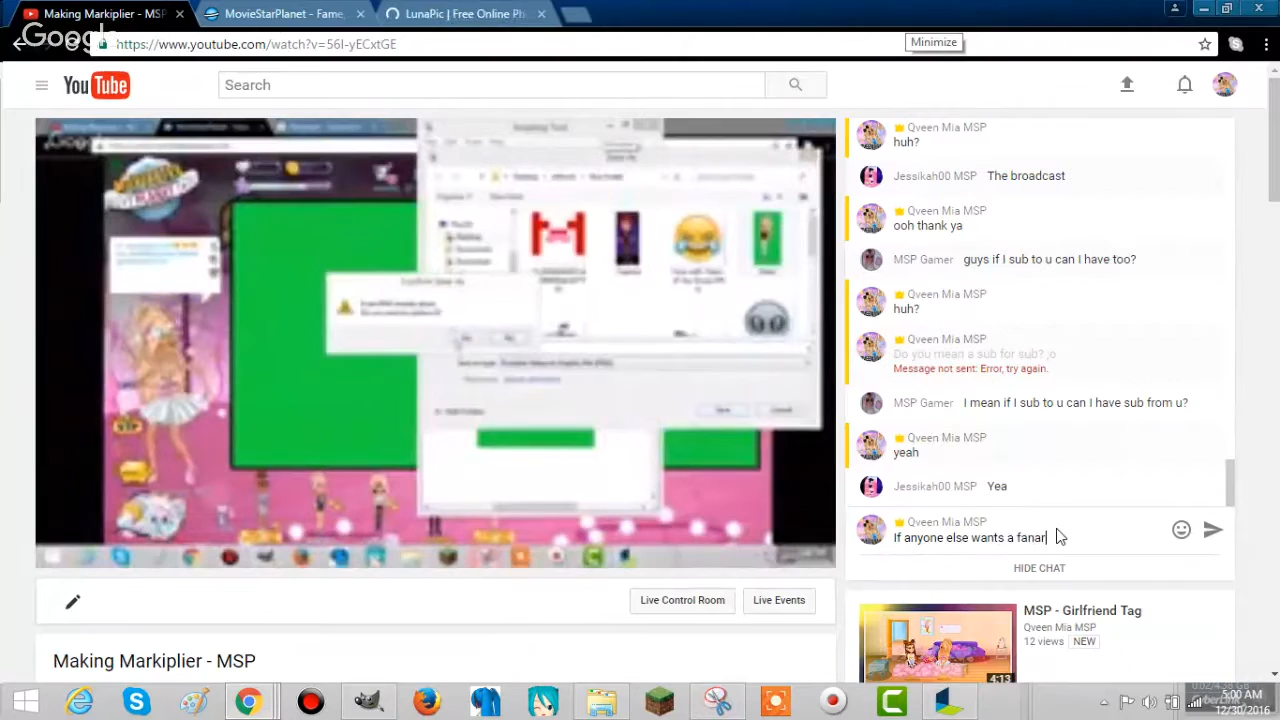 Making Markiplier - MSP
MovieStarPlanet - Fame,
LunaPic | Free Online Ph
Google
https://www.youtube.com/watch?v=56I-yECxtGE
Minimize
YouTube
Search
Qveen Mia MSP
huh?
Jessikah00 MSP The broadcast
Qveen Mia MSP
ooh thank ya
MSP Gamer guys if I sub to u can I have too?
Qveen Mia MSP
huh?
Qveen Mia MSP
Do you mean a sub for sub? ;o
Message not sent: Error, try again.
MSP Gamer I mean if I sub to u can I have sub from u?
Qveen Mia MSP
yeah
Jessikah00 MSP Yea
Qveen Mia MSP
If anyone else wants a fanar
HIDE CHAT
Live Control Room
Live Events
Making Markiplier - MSP
MSP - Girlfriend Tag
Qveen Mia MSP
12 views NEW
4:13
5:00 AM
12/30/2016